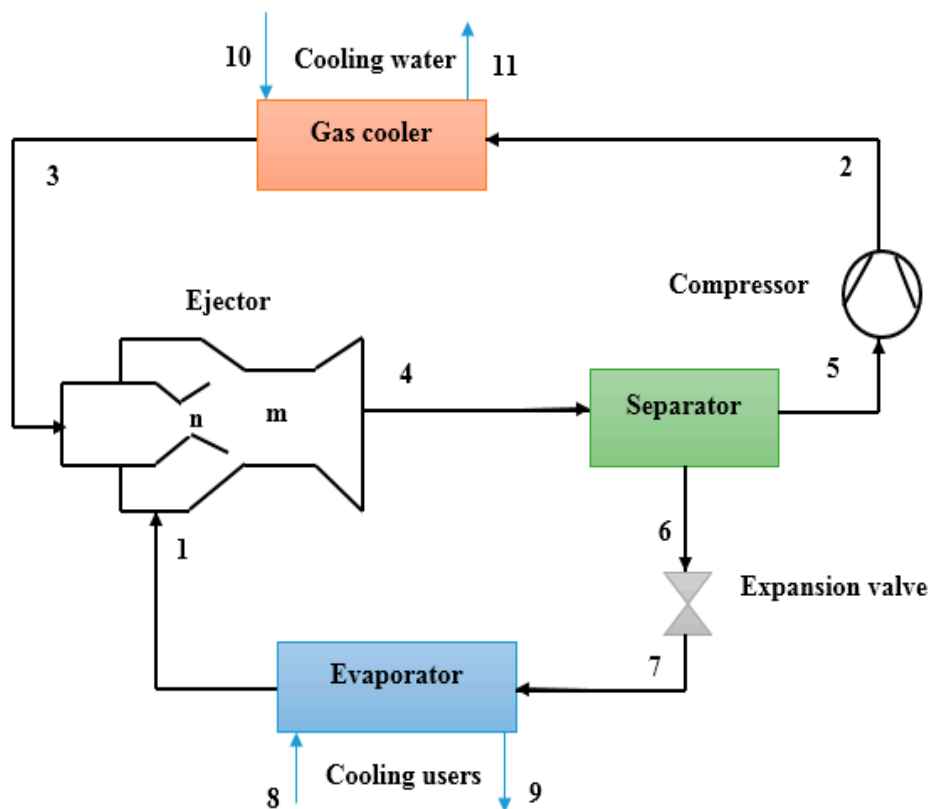 10
Cooling water
11
Gas cooler
3
2
Ejector
Compressor
n
m
4
5
Separator
1
6
Expansion valve
7
Evaporator
8
Cooling users
9